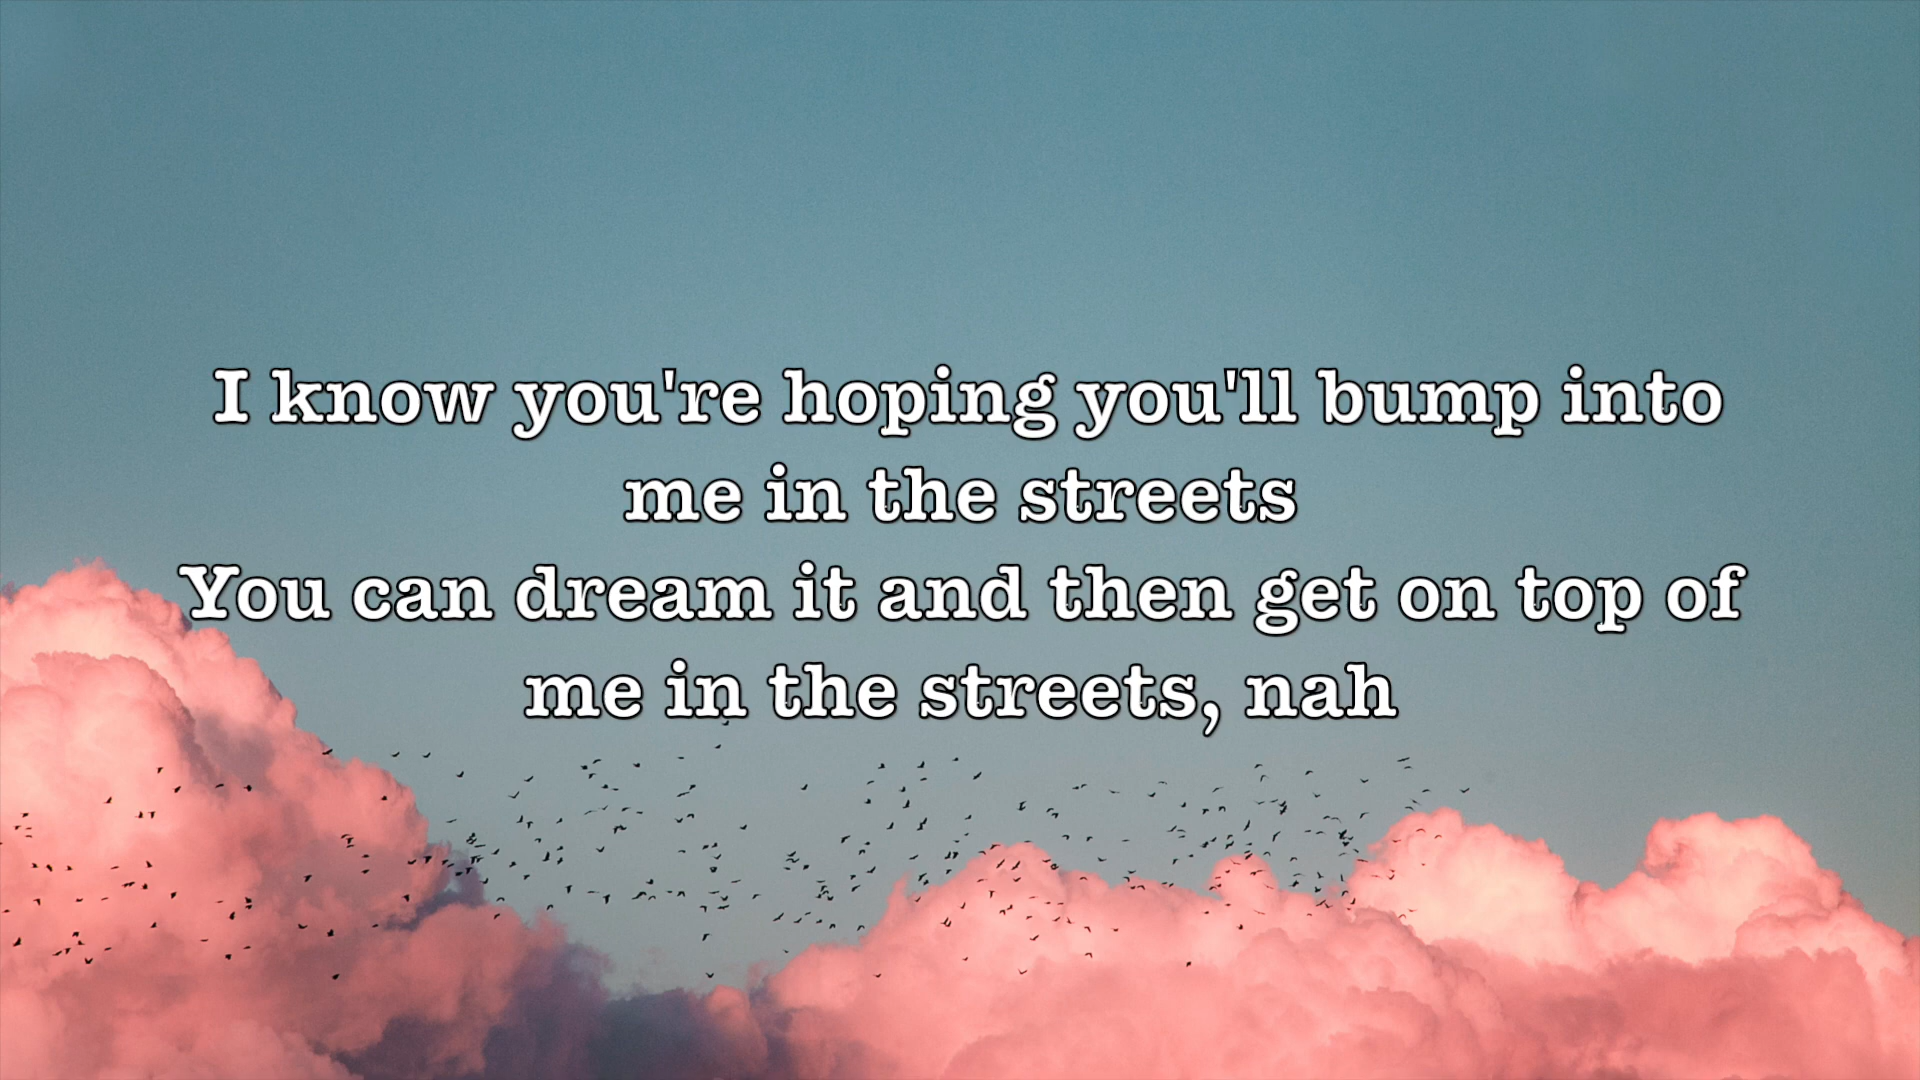 I know you're hoping you'll bump into
me in the streets
You can dream it and then get on top of
me in the streets, nah